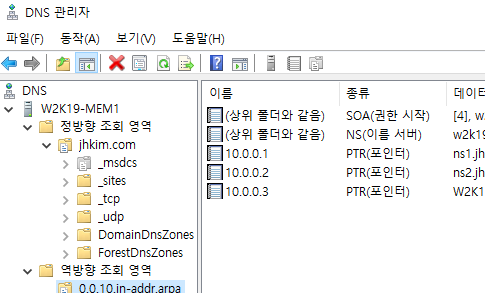 DNS 관리자
파일(F) 동작(A) 보기(V) 도움말(H)
DNS
W2K19-MEM1
정방향 조회 영역
jhkim.com
_msdcs
_sites
_tcp
_udp
DomainDnsZones
ForestDnsZones
역방향 조회 영역
0.0.10.in-addr.arpa
이름 종류 데이터
(상위 폴더와 같음) SOA(권한 시작) [4], w
(상위 폴더와 같음) NS(이름 서버) w2k19
10.0.0.1 PTR(포인터) ns1.jh
10.0.0.2 PTR(포인터) ns2.jh
10.0.0.3 PTR(포인터) W2K1